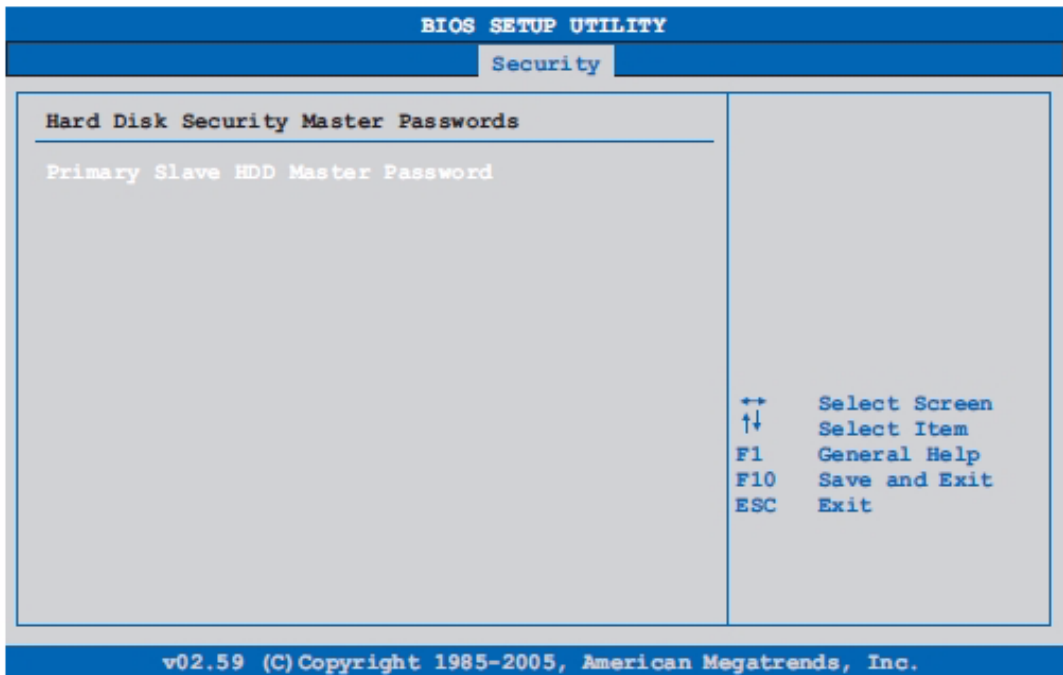 BIOS SETUP UTILITY
Security
Hard Disk Security Master Passwords
Primary Slave HDD Master Password
↔ Select Screen
↑↓ Select Item
F1 General Help
F10 Save and Exit
ESC Exit
v02.59 (C)Copyright 1985-2005, American Megatrends, Inc.